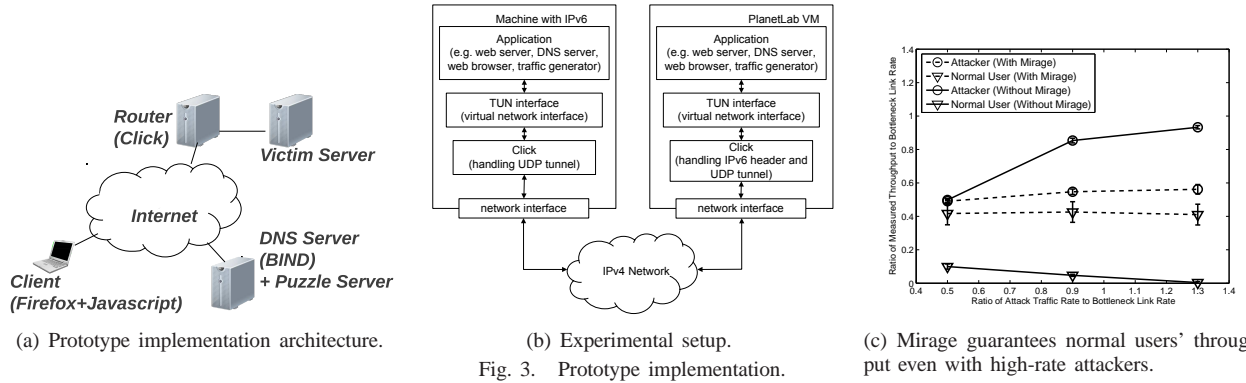 Router
(Click)
Victim Server
Internet
DNS Server
(BIND)
+ Puzzle Server
Client
(Firefox+Javascript)
(a) Prototype implementation architecture.
Machine with IPv6
Application
(e.g. web server, DNS server,
web browser, traffic generator)
TUN interface
(virtual network interface)
Click
(handling UDP tunnel)
network interface
PlanetLab VM
Application
(e.g. web server, DNS server,
web browser, traffic generator)
TUN interface
(virtual network interface)
Click
(handling IPv6 header and
UDP tunnel)
network interface
IPv4 Network
(b) Experimental setup.
Fig. 3. Prototype implementation.
Ratio of Measured Throughput to Bottleneck Link Rate
1.4
1.2
1
0.8
0.6
0.4
0.2
0
Attacker (With Mirage)
Normal User (With Mirage)
Attacker (Without Mirage)
Normal User (Without Mirage)
0.4 0.5 0.6 0.7 0.8 0.9 1 1.1 1.2 1.3 1.4
Ratio of Attack Traffic Rate to Bottleneck Link Rate
(c) Mirage guarantees normal users' through
put even with high-rate attackers.